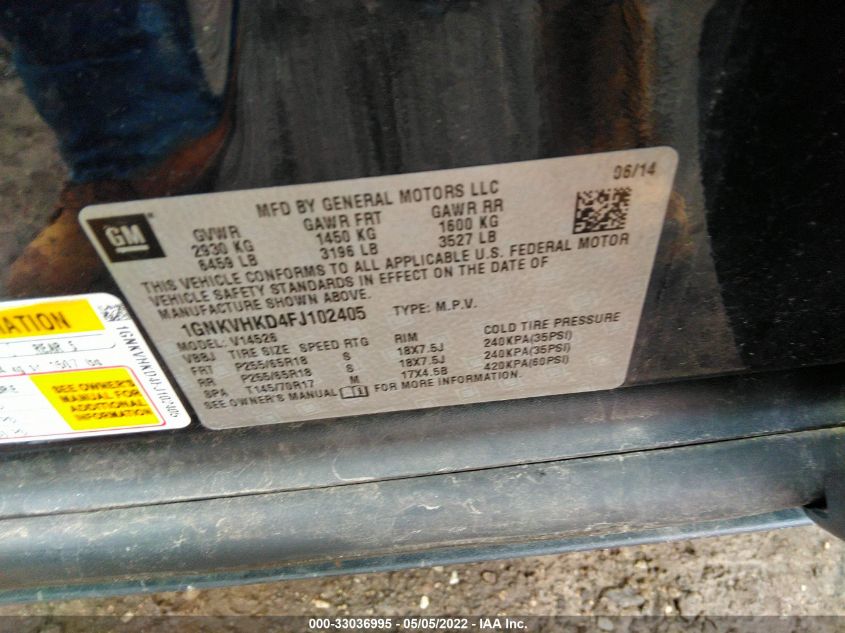 06/14
MFD BY GENERAL MOTORS LLC
GM
GVWR GAWR FRT GAWR RR
2930 KG 1450 KG 1600 KG
6459 LB 3196 LB 3527 LB
THIS VEHICLE CONFORMS TO ALL APPLICABLE U.S. FEDERAL MOTOR
VEHICLE SAFETY STANDARDS IN EFFECT ON THE DATE OF
MANUFACTURE SHOWN ABOVE.
1GNKVHKD4FJ102405 TYPE: M.P.V.
MODEL: V14526
VBBJ TIRE SIZE SPEED RTG RIM COLD TIRE PRESSURE
FRT P255/65R18 S 18X7.5J 240KPA(35PSI)
RR P255/65R18 S 18X7.5J 240KPA(35PSI)
SPA T145/70R17 M 17X4.5B 420KPA(60PSI)
SEE OWNER'S MANUAL FOR MORE INFORMATION.
REAR 5
SEE OWNER'S
MANUAL FOR
ADDITIONAL
INFORMATION
1GNKVHKD4FJ102405
000-33036995 - 05/05/2022 - IAA Inc.